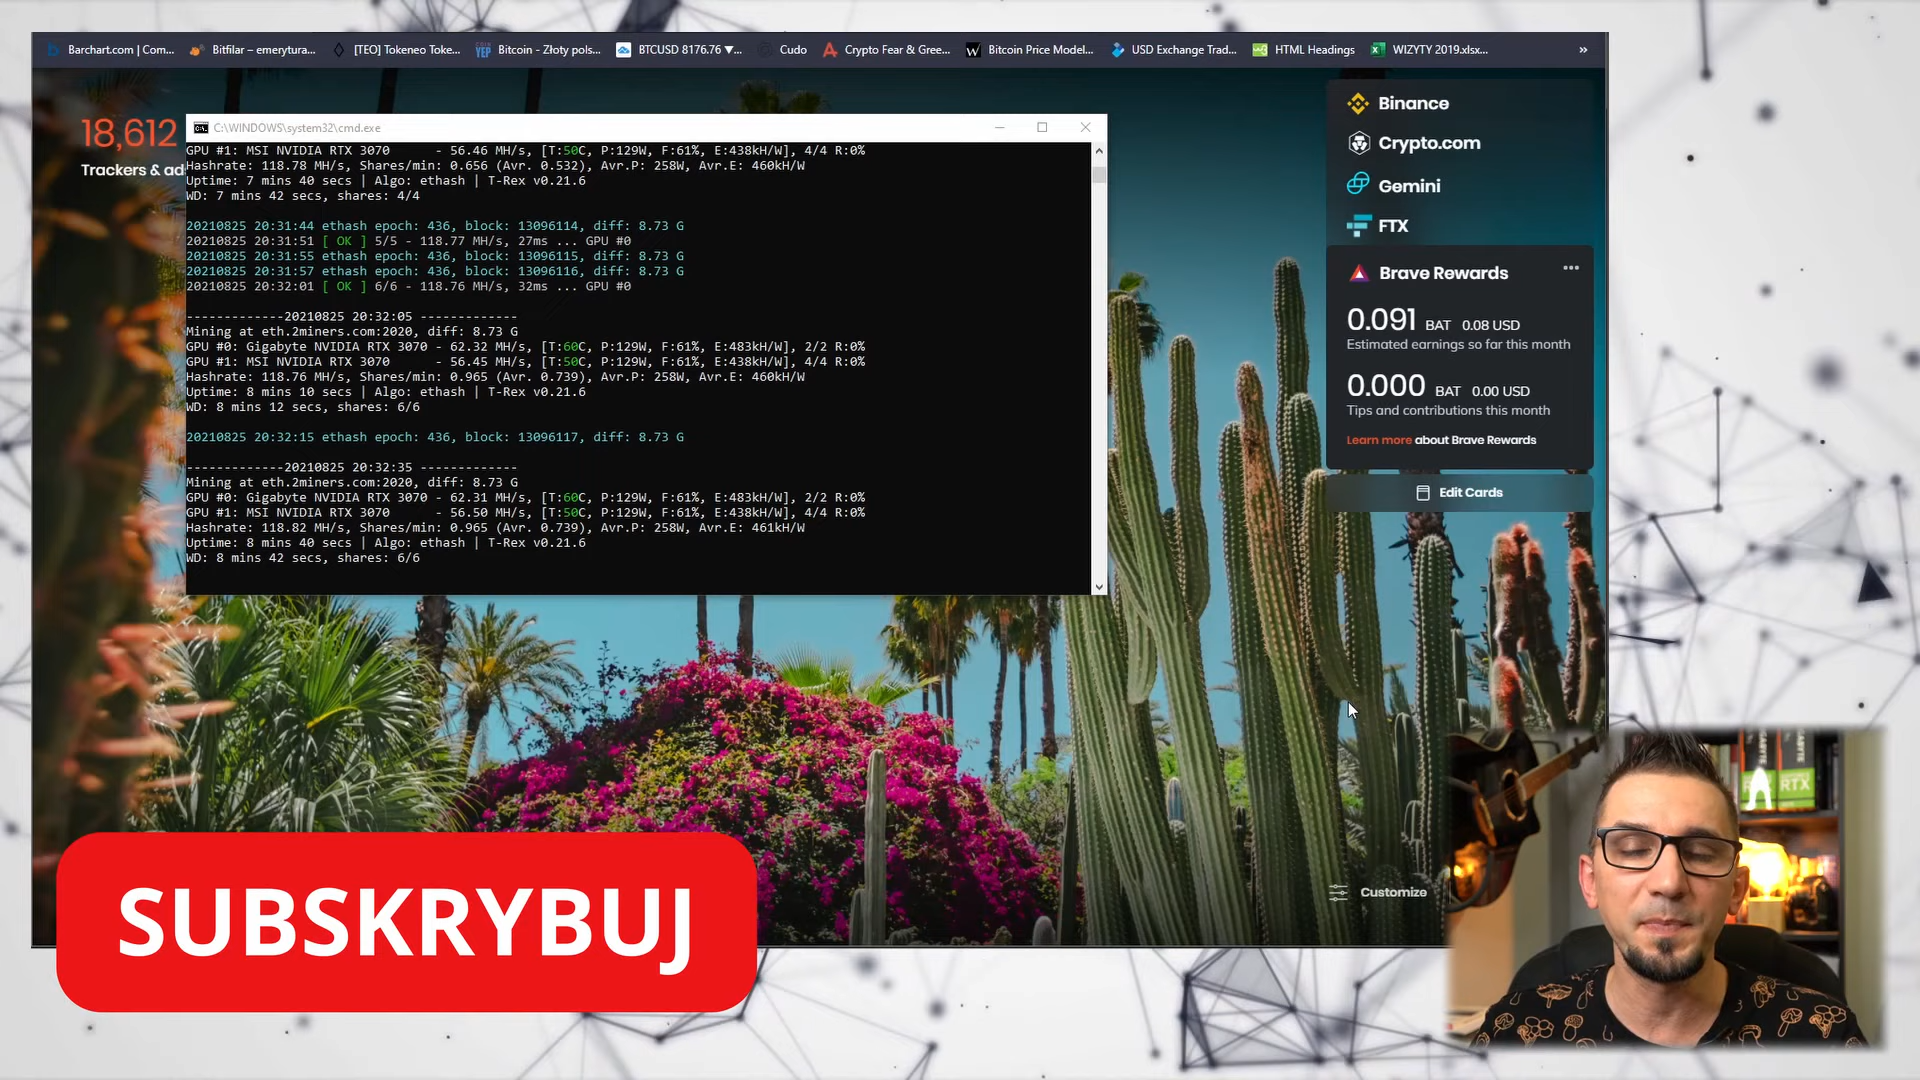 Barchart.com | Com...
Bitfilar – emerytura...
[TEO] Tokeneo Toke...
Bitcoin - Złoty pols...
BTCUSD 8176.76 ▼...
Cudo
Crypto Fear & Gree...
Bitcoin Price Model...
USD Exchange Trad...
HTML Headings
WIZYTY 2019.xlsx...
»
18,612
Trackers & ad
C:\WINDOWS\system32\cmd.exe
GPU #1: MSI NVIDIA RTX 3070 - 56.46 MH/s, [T:50C, P:129W, F:61%, E:438kH/W], 4/4 R:0%
Hashrate: 118.78 MH/s, Shares/min: 0.656 (Avr. 0.532), Avr.P: 258W, Avr.E: 460kH/W
Uptime: 7 mins 40 secs | Algo: ethash | T-Rex v0.21.6
WD: 7 mins 42 secs, shares: 4/4
20210825 20:31:44 ethash epoch: 436, block: 13096114, diff: 8.73 G
20210825 20:31:51 [ OK ] 5/5 - 118.77 MH/s, 27ms ... GPU #0
20210825 20:31:55 ethash epoch: 436, block: 13096115, diff: 8.73 G
20210825 20:31:57 ethash epoch: 436, block: 13096116, diff: 8.73 G
20210825 20:32:01 [ OK ] 6/6 - 118.76 MH/s, 32ms ... GPU #0
-------------20210825 20:32:05 -------------
Mining at eth.2miners.com:2020, diff: 8.73 G
GPU #0: Gigabyte NVIDIA RTX 3070 - 62.32 MH/s, [T:60C, P:129W, F:61%, E:483kH/W], 2/2 R:0%
GPU #1: MSI NVIDIA RTX 3070 - 56.45 MH/s, [T:50C, P:129W, F:61%, E:438kH/W], 4/4 R:0%
Hashrate: 118.76 MH/s, Shares/min: 0.965 (Avr. 0.739), Avr.P: 258W, Avr.E: 460kH/W
Uptime: 8 mins 10 secs | Algo: ethash | T-Rex v0.21.6
WD: 8 mins 12 secs, shares: 6/6
20210825 20:32:15 ethash epoch: 436, block: 13096117, diff: 8.73 G
-------------20210825 20:32:35 -------------
Mining at eth.2miners.com:2020, diff: 8.73 G
GPU #0: Gigabyte NVIDIA RTX 3070 - 62.31 MH/s, [T:60C, P:129W, F:61%, E:483kH/W], 2/2 R:0%
GPU #1: MSI NVIDIA RTX 3070 - 56.50 MH/s, [T:50C, P:129W, F:61%, E:438kH/W], 4/4 R:0%
Hashrate: 118.82 MH/s, Shares/min: 0.965 (Avr. 0.739), Avr.P: 258W, Avr.E: 461kH/W
Uptime: 8 mins 40 secs | Algo: ethash | T-Rex v0.21.6
WD: 8 mins 42 secs, shares: 6/6
Binance
Crypto.com
Gemini
FTX
Brave Rewards
0.091 BAT 0.08 USD
Estimated earnings so far this month
0.000 BAT 0.00 USD
Tips and contributions this month
Learn more about Brave Rewards
Edit Cards
Customize
RTX
SUBSKRYBUJ